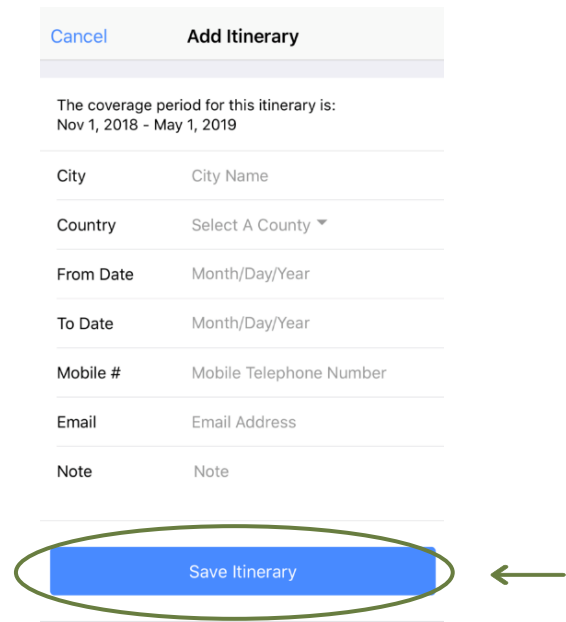 Cancel Add Itinerary
The coverage period for this itinerary is:
Nov 1, 2018 - May 1, 2019
City City Name
Country Select A County
From Date Month/Day/Year
To Date Month/Day/Year
Mobile # Mobile Telephone Number
Email Email Address
Note Note
Save Itinerary